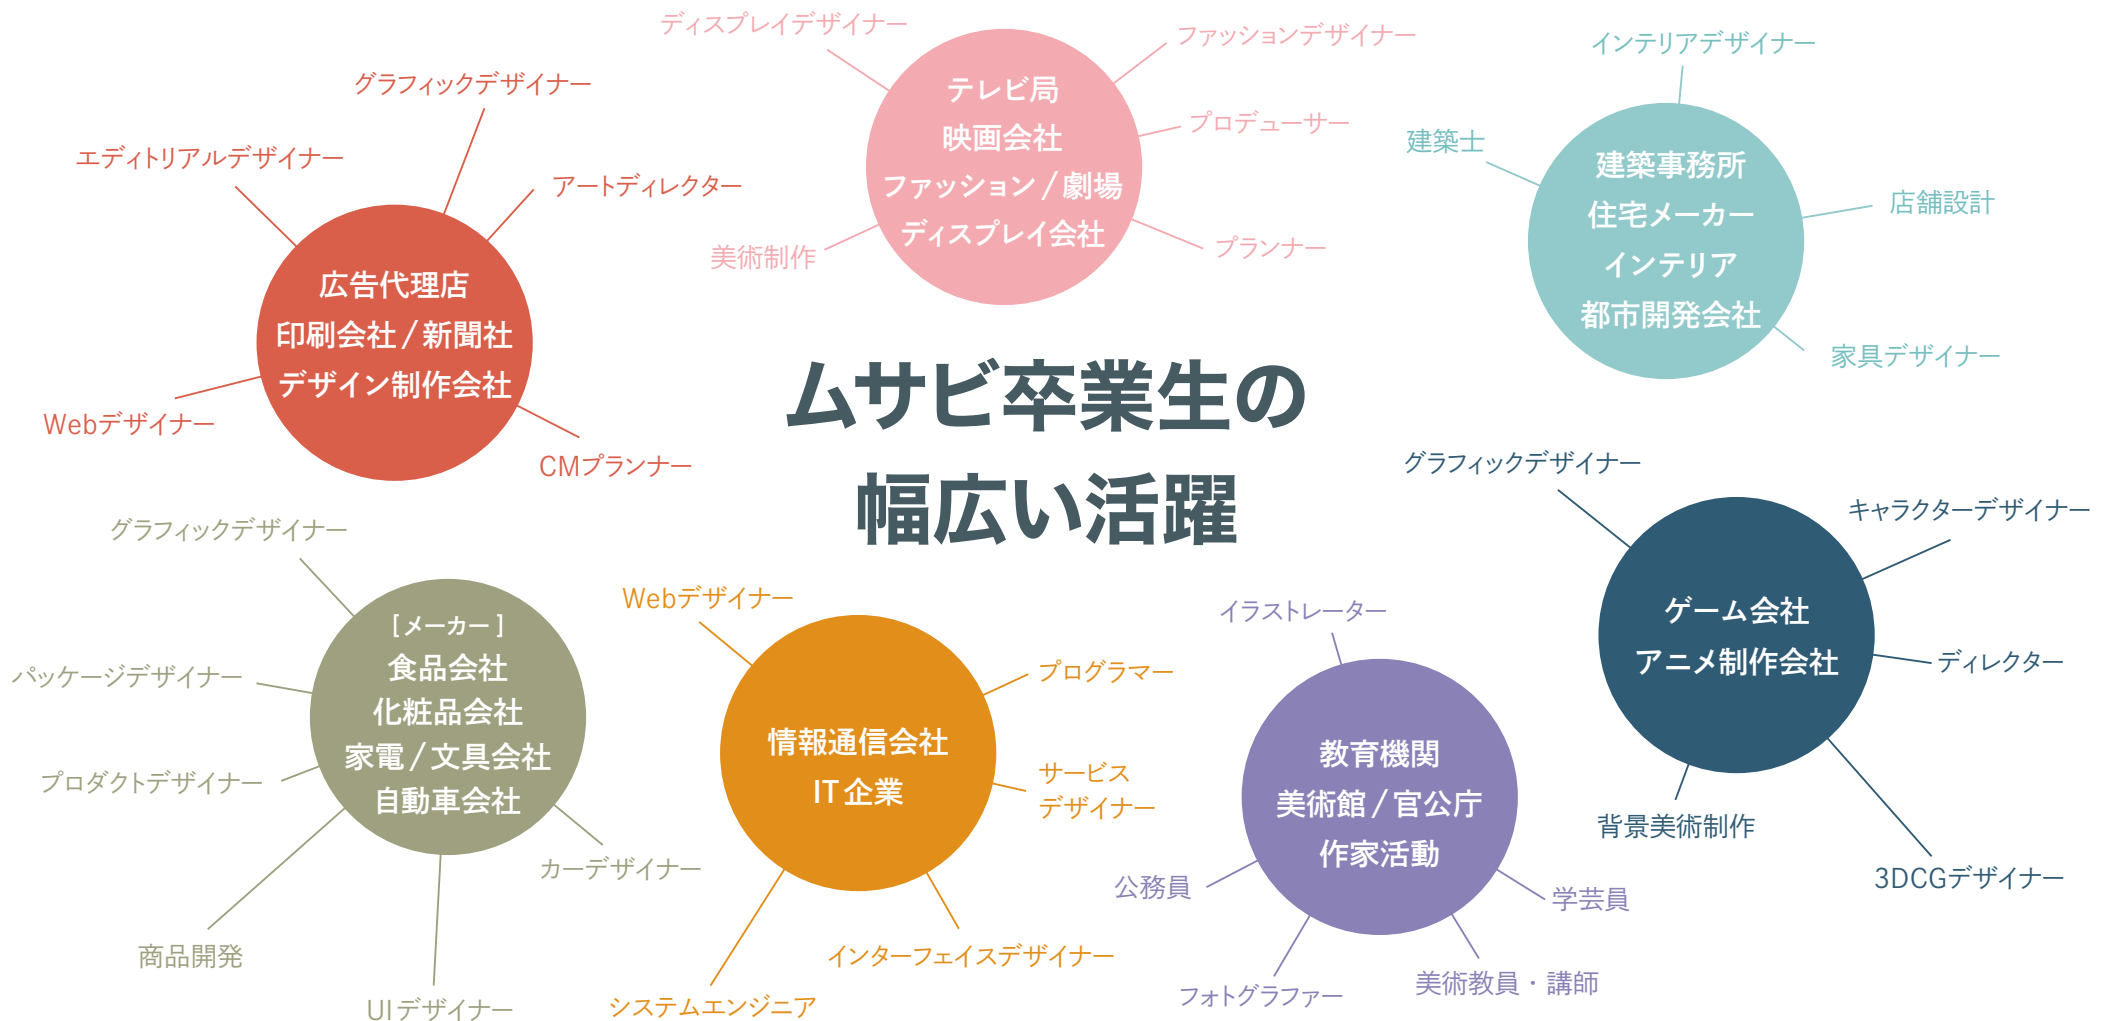 ムサビ卒業生の
幅広い活躍
グラフィックデザイナー
エディトリアルデザイナー
アートディレクター
広告代理店
印刷会社 / 新聞社
デザイン制作会社
Webデザイナー
CMプランナー
ディスプレイデザイナー
ファッションデザイナー
テレビ局
映画会社
ファッション / 劇場
ディスプレイ会社
プロデューサー
美術制作
プランナー
インテリアデザイナー
建築士
建築事務所
住宅メーカー
インテリア
都市開発会社
店舗設計
家具デザイナー
グラフィックデザイナー
[ メーカー ]
食品会社
化粧品会社
家電 / 文具会社
自動車会社
パッケージデザイナー
プロダクトデザイナー
カーデザイナー
商品開発
UIデザイナー
Webデザイナー
プログラマー
情報通信会社
IT企業
サービス
デザイナー
インターフェイスデザイナー
システムエンジニア
イラストレーター
教育機関
美術館 / 官公庁
作家活動
公務員
学芸員
フォトグラファー
美術教員・講師
グラフィックデザイナー
キャラクターデザイナー
ゲーム会社
アニメ制作会社
ディレクター
背景美術制作
3DCGデザイナー